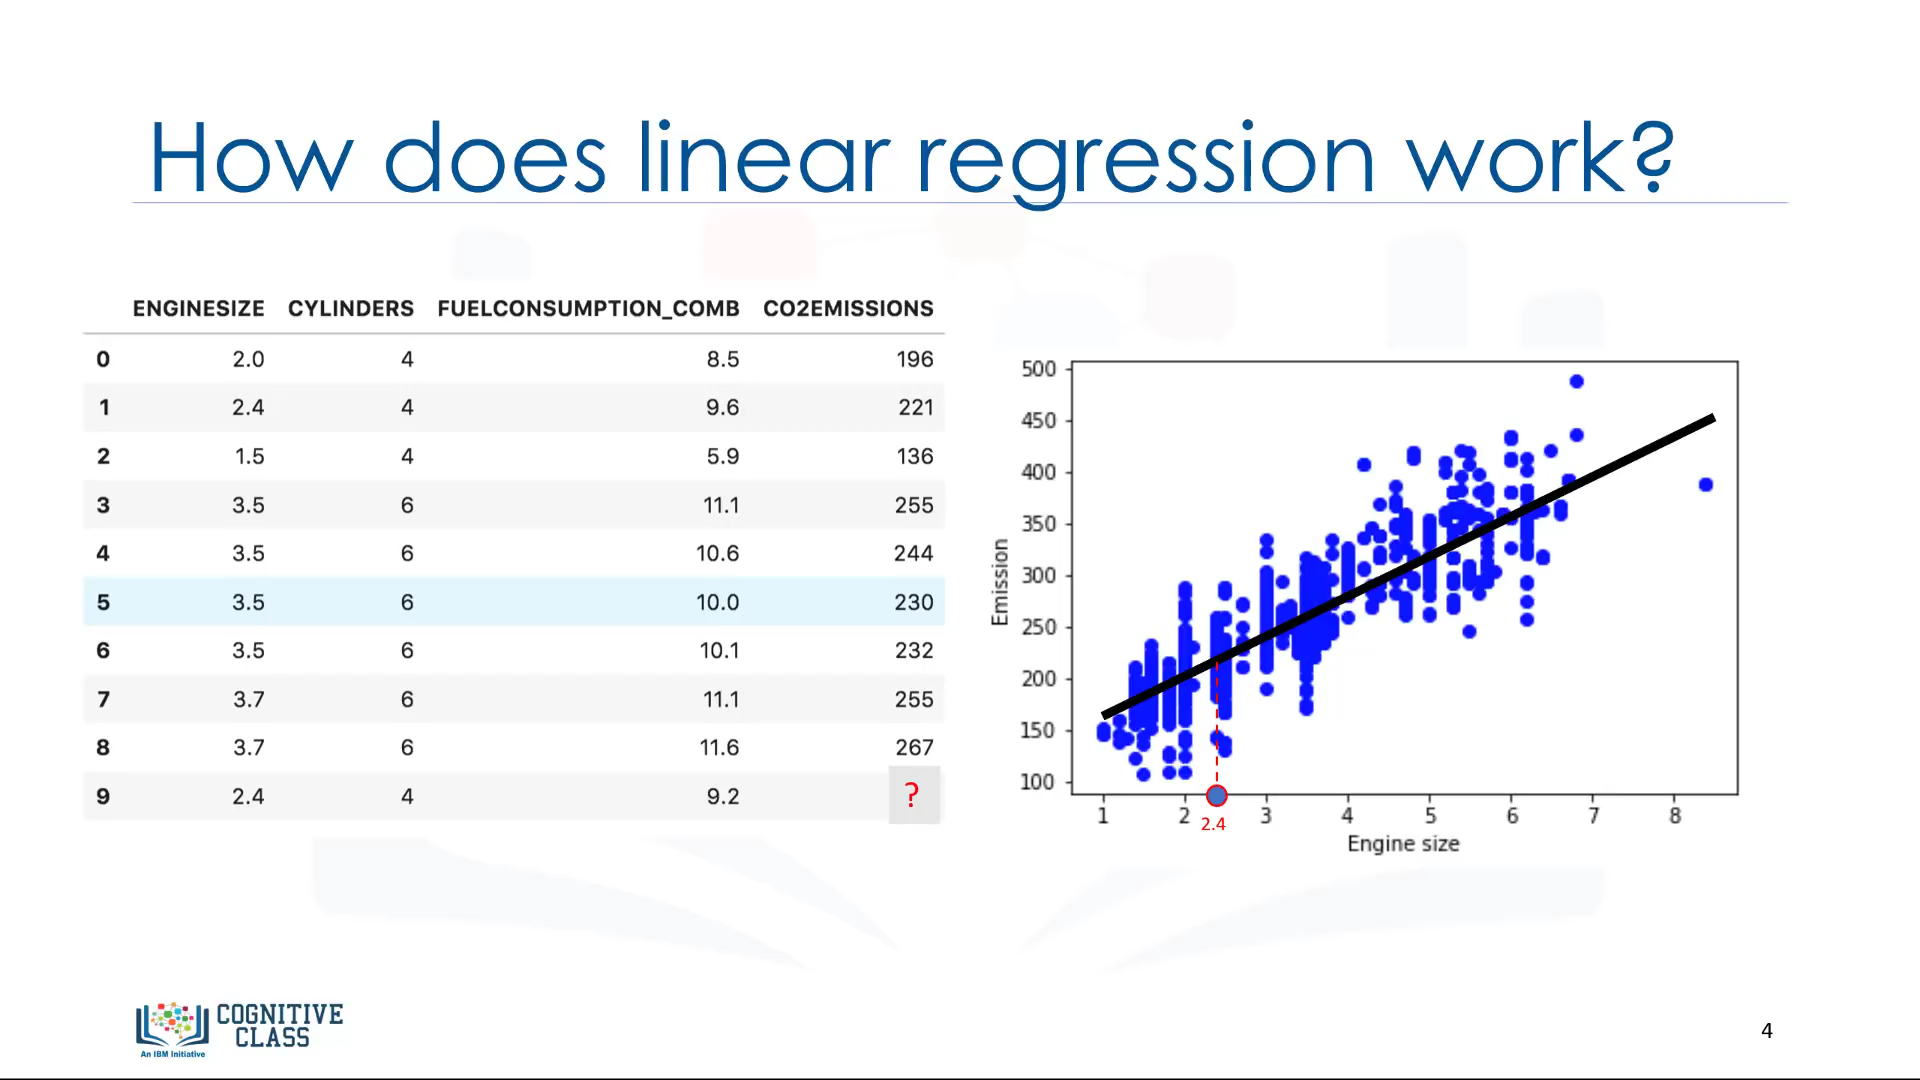 How does linear regression work?
ENGINESIZE CYLINDERS FUELCONSUMPTION_COMB CO2EMISSIONS
0 2.0 4 8.5 196
1 2.4 4 9.6 221
2 1.5 4 5.9 136
3 3.5 6 11.1 255
4 3.5 6 10.6 244
5 3.5 6 10.0 230
6 3.5 6 10.1 232
7 3.7 6 11.1 255
8 3.7 6 11.6 267
9 2.4 4 9.2 ?
500
450
400
350
300
250
200
150
100
Emission
1 2 3 4 5 6 7 8
2.4
Engine size
COGNITIVE
CLASS
An IBM Initiative
4